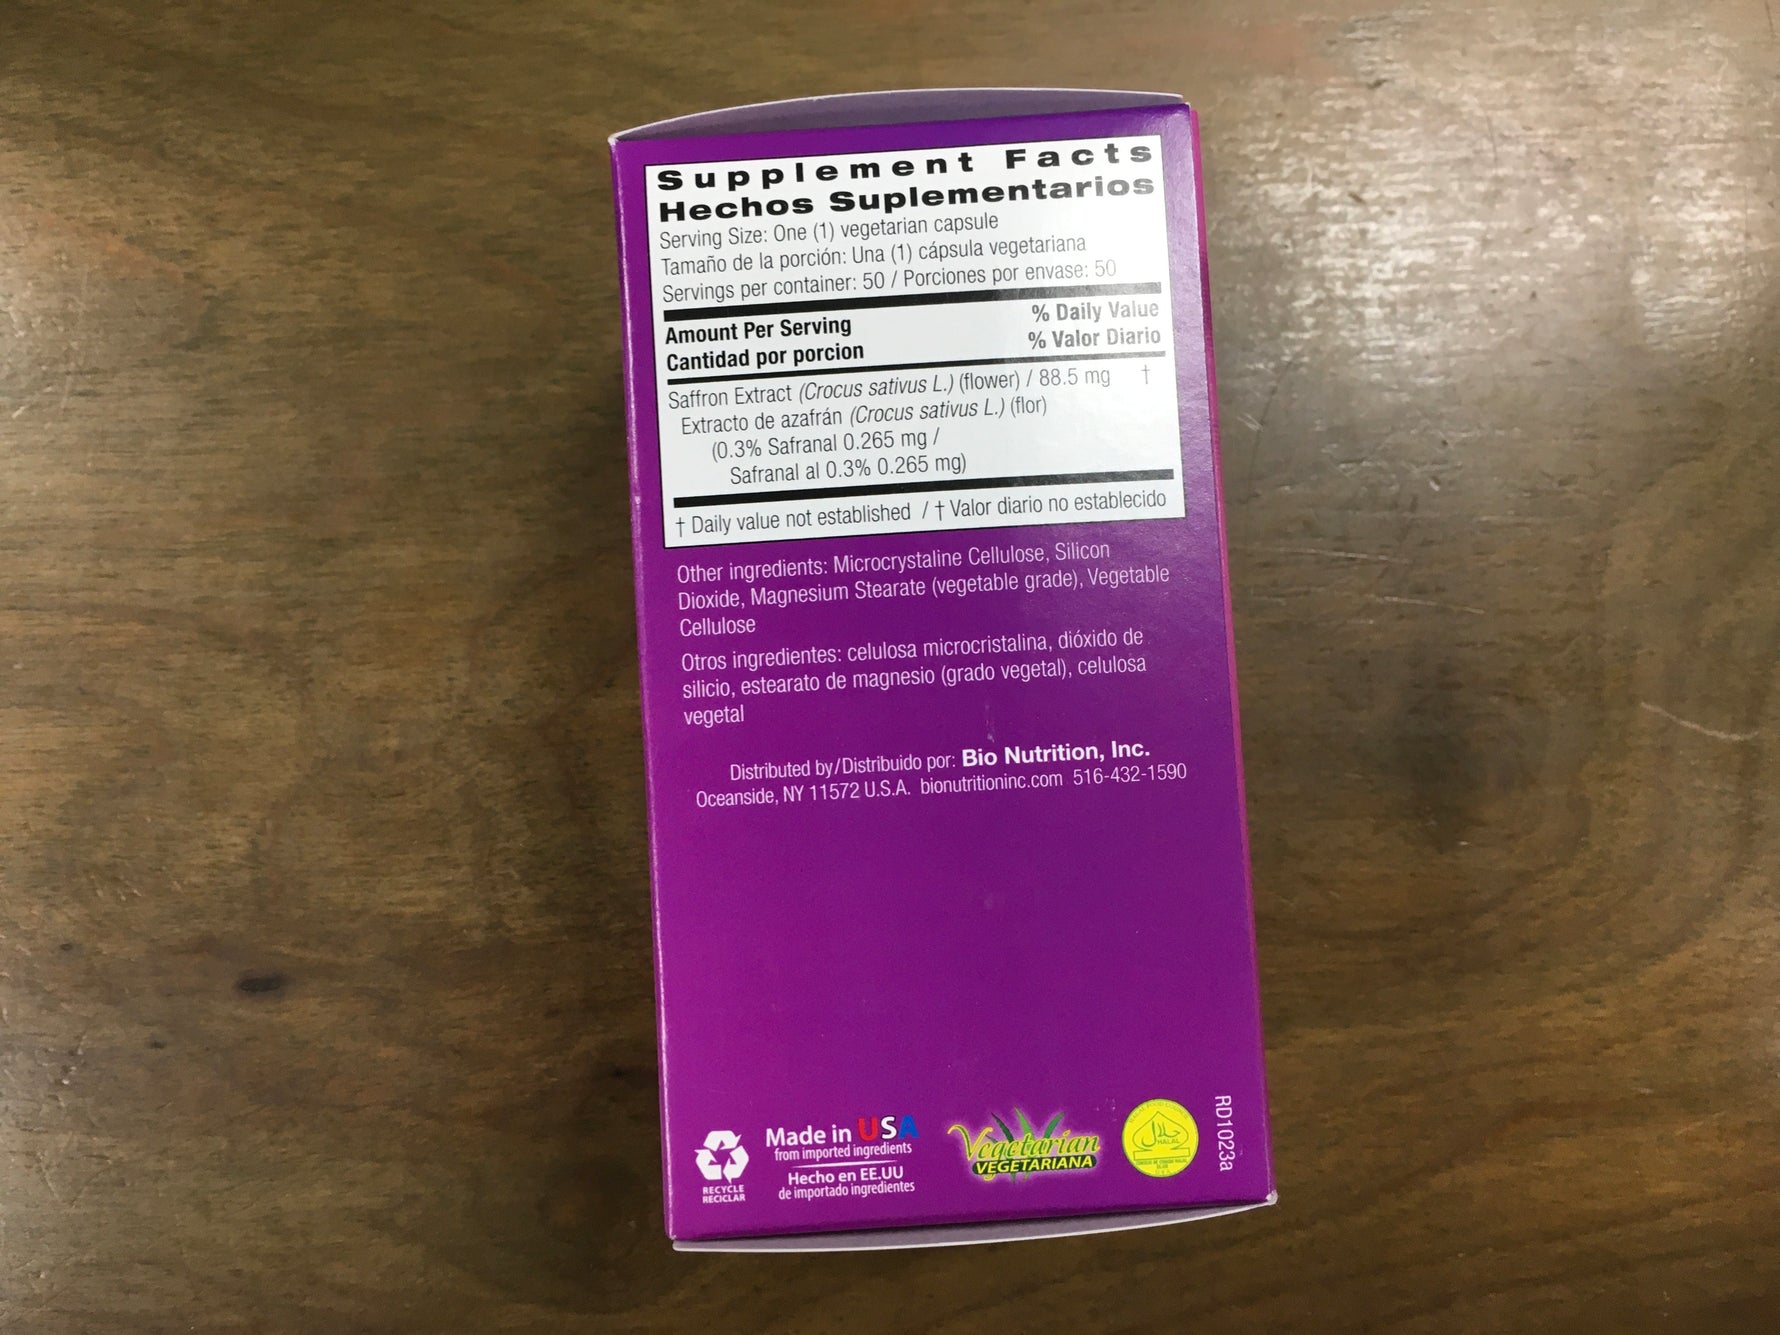 Supplement Facts
Hechos Suplementarios
Serving Size: One (1) vegetarian capsule
Tamaño de la porción: Una (1) cápsula vegetariana
Servings per container: 50 / Porciones por envase: 50
% Daily Value
Amount Per Serving
% Valor Diario
Cantidad por porcion
Saffron Extract (Crocus sativus L.) (flower) / 88.5 mg †
Extracto de azafrán (Crocus sativus L.) (flor)
(0.3% Safranal 0.265 mg /
Safranal al 0.3% 0.265 mg)
† Daily value not established / † Valor diario no establecido
Other ingredients: Microcrystaline Cellulose, Silicon
Dioxide, Magnesium Stearate (vegetable grade), Vegetable
Cellulose
Otros ingredientes: celulosa microcristalina, dióxido de
silicio, estearato de magnesio (grado vegetal), celulosa
vegetal
Distributed by/Distribuido por: Bio Nutrition, Inc.
Oceanside, NY 11572 U.S.A. bionutritioninc.com 516-432-1590
RECYCLE
RECICLAR
Made in USA
from imported ingredients
Hecho en EE.UU
de importado ingredientes
Vegetarian
VEGETARIANA
حلال
HALAL
RD1023a